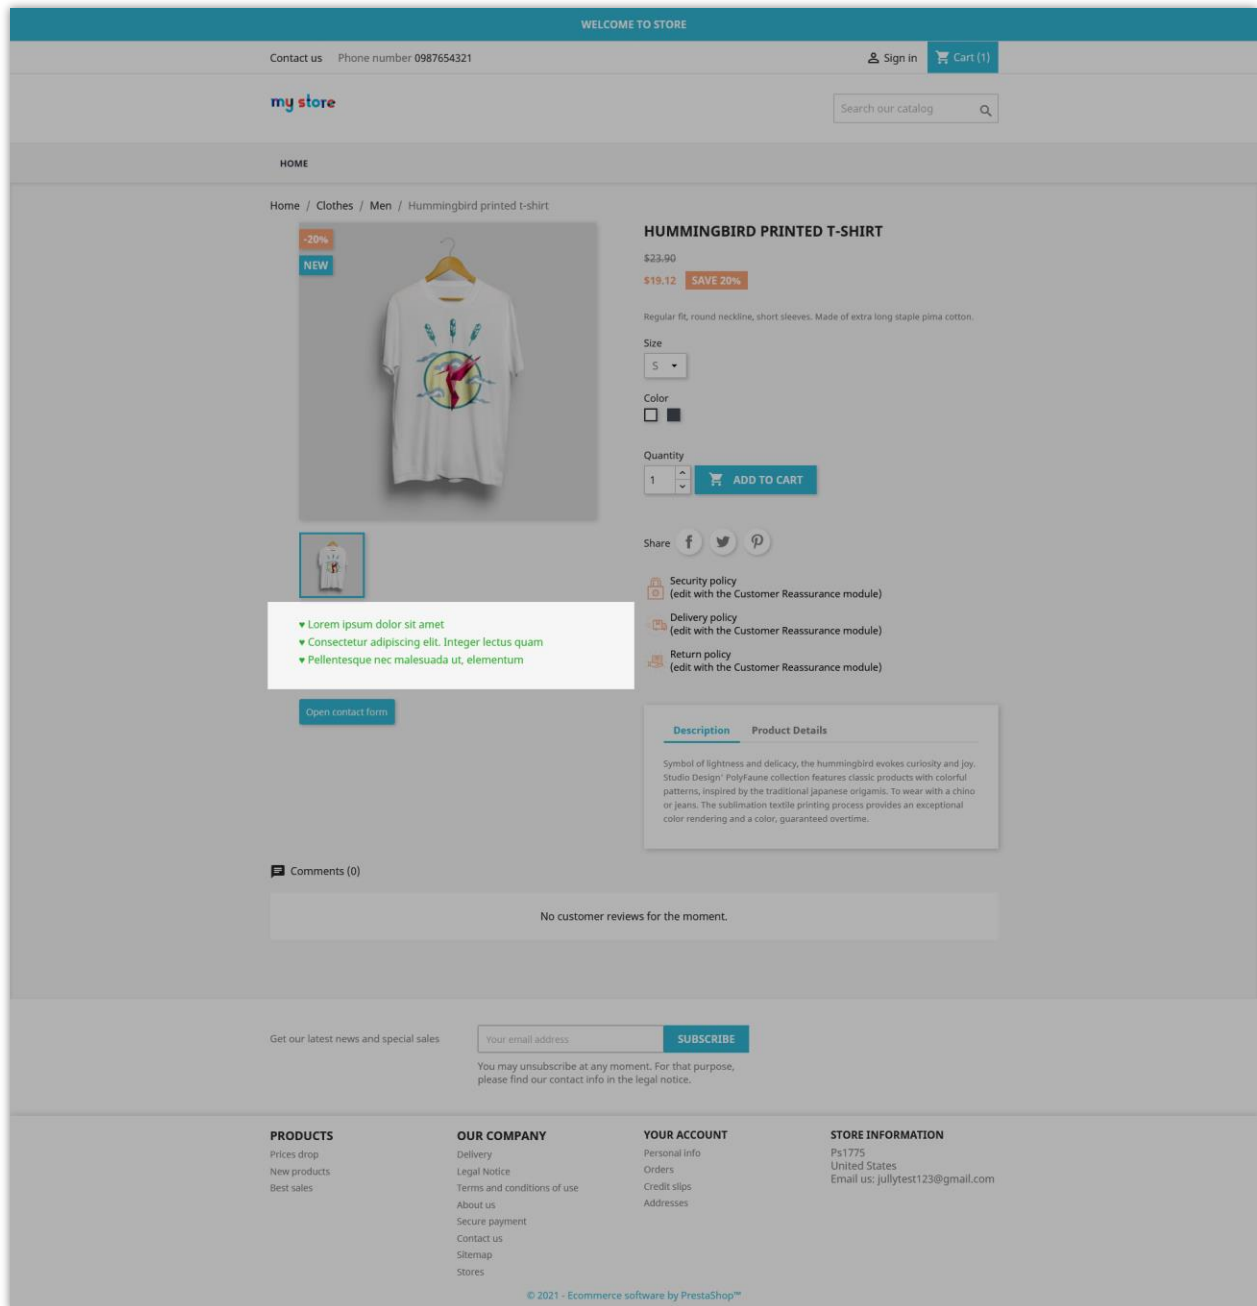 WELCOME TO STORE
Contact us Phone number 0987654321 Sign in Cart (1)
my store
Search our catalog
HOME
Home / Clothes / Men / Hummingbird printed t-shirt
-20%
NEW
HUMMINGBIRD PRINTED T-SHIRT
$23.90
$19.12 SAVE 20%
Regular fit, round neckline, short sleeves. Made of extra long staple pima cotton.
Size
S
Color
Quantity
1 ADD TO CART
Share
Security policy
(edit with the Customer Reassurance module)
Delivery policy
(edit with the Customer Reassurance module)
Return policy
(edit with the Customer Reassurance module)
♥ Lorem ipsum dolor sit amet
♥ Consectetur adipiscing elit. Integer lectus quam
♥ Pellentesque nec malesuada ut, elementum
Open contact form
Description Product Details
Symbol of lightness and delicacy, the hummingbird evokes curiosity and joy.
Studio Design' PolyFaune collection features classic products with colorful
patterns, inspired by the traditional japanese origamis. To wear with a chino
or jeans. The sublimation textile printing process provides an exceptional
color rendering and a color, guaranteed overtime.
Comments (0)
No customer reviews for the moment.
Get our latest news and special sales
Your email address SUBSCRIBE
You may unsubscribe at any moment. For that purpose,
please find our contact info in the legal notice.
PRODUCTS
Prices drop
New products
Best sales
OUR COMPANY
Delivery
Legal Notice
Terms and conditions of use
About us
Secure payment
Contact us
Sitemap
Stores
YOUR ACCOUNT
Personal info
Orders
Credit slips
Addresses
STORE INFORMATION
Ps1775
United States
Email us: jullytest123@gmail.com
© 2021 - Ecommerce software by PrestaShop™